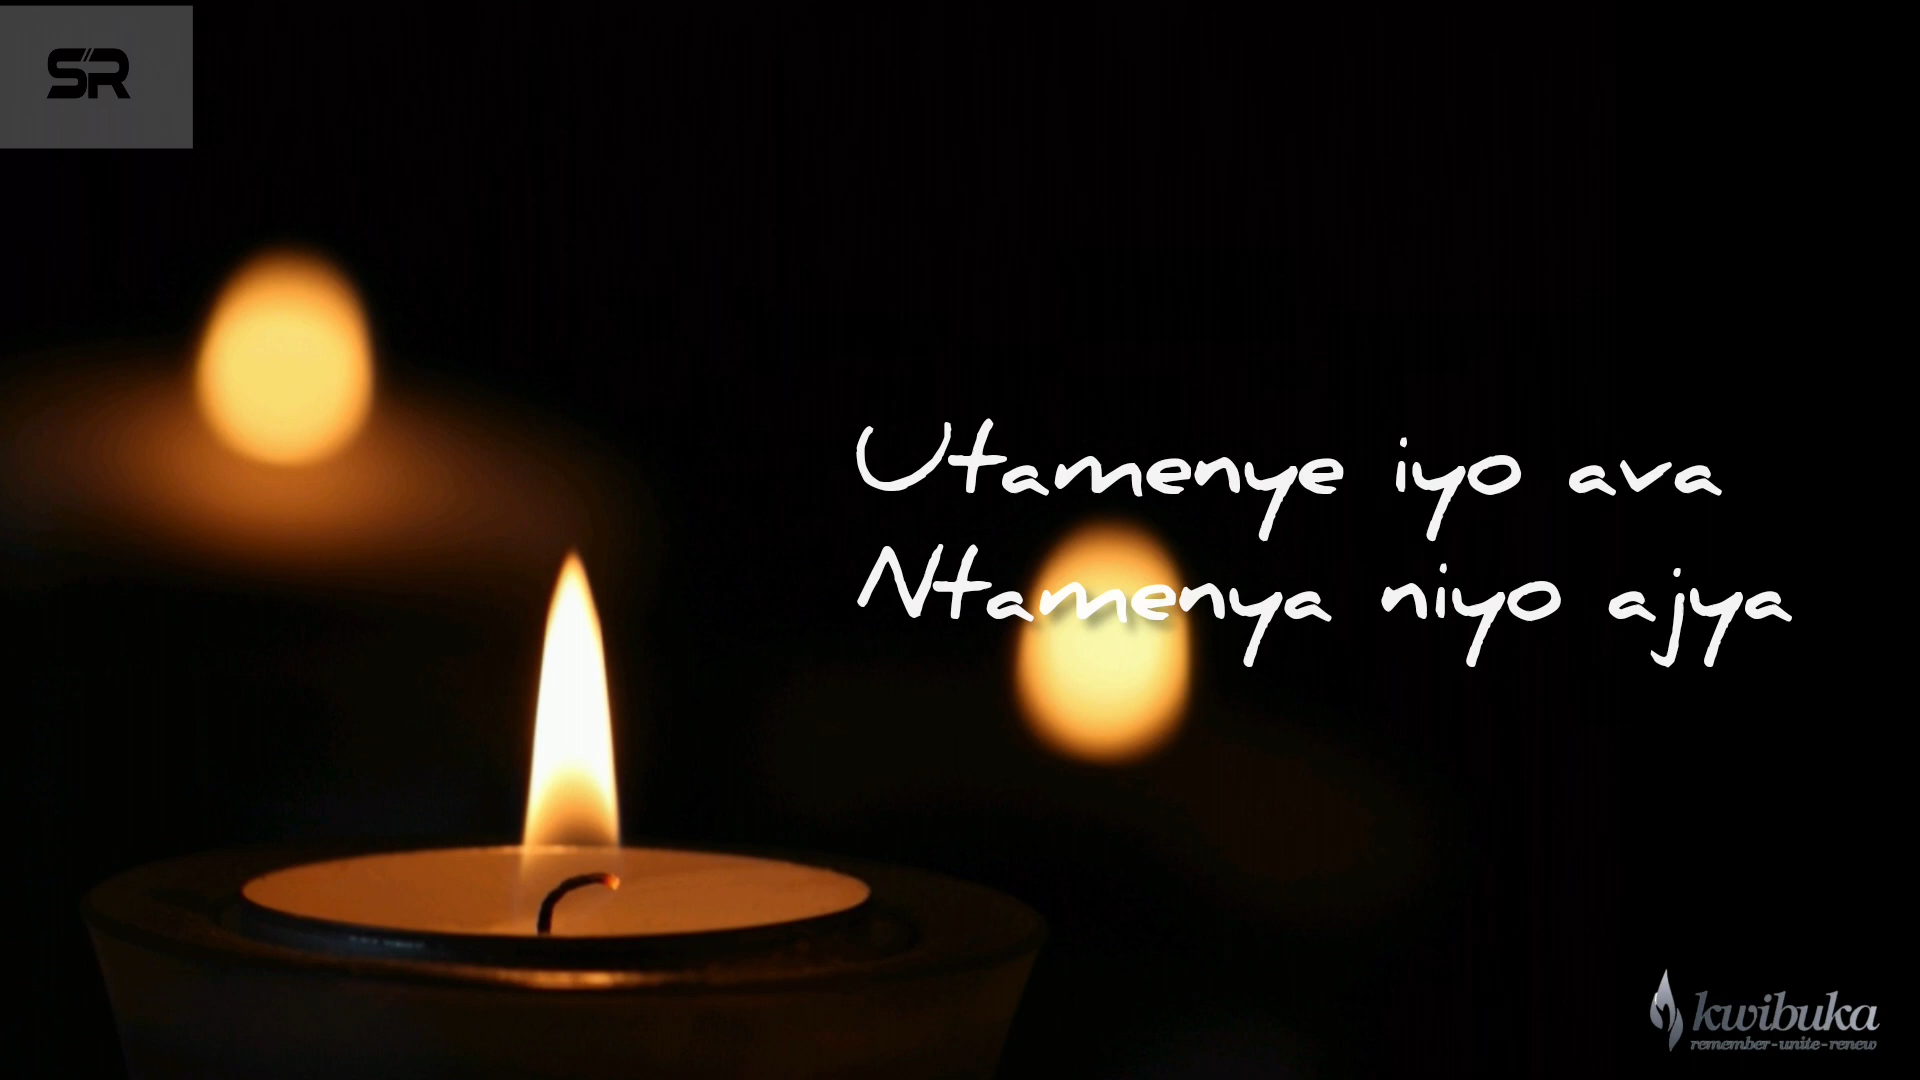 SR
Utamenye iyo ava
Ntamenya niyo ajya
kwibuka
remember-unite-renew